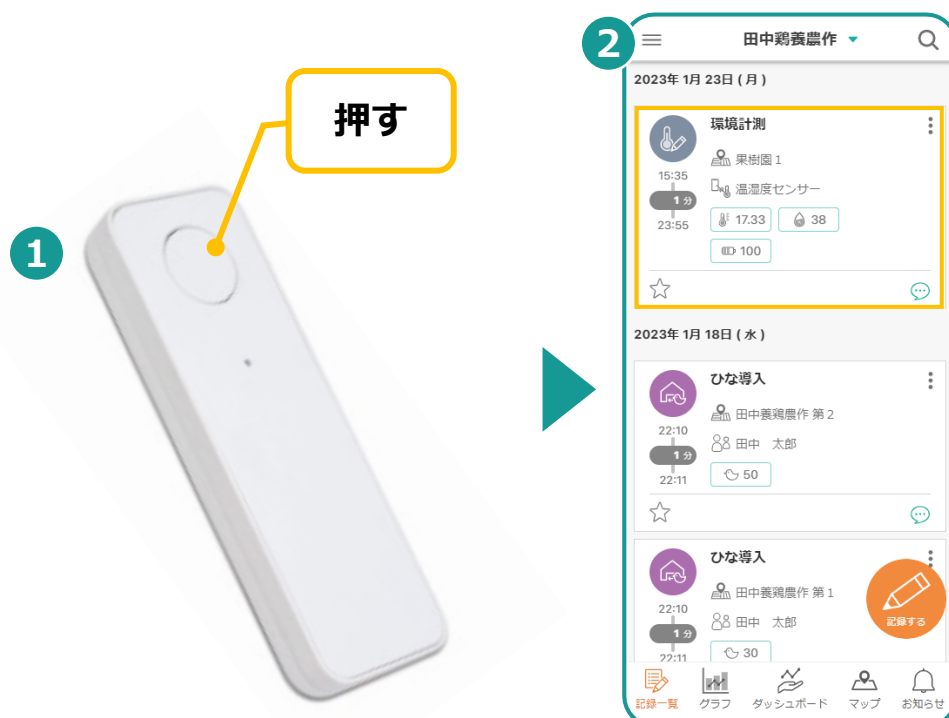 1
押す
2
田中鶏養農作
2023年 1月 23日 ( 月 )
環境計測
果樹園 1
15:35
温湿度センサー
1 分
17.33
38
23:55
100
2023年 1月 18日 ( 水 )
ひな導入
田中養鶏農作 第 2
22:10
田中 太郎
1 分
50
22:11
ひな導入
田中養鶏農作 第 1
22:10
田中 太郎
記録する
1 分
30
22:11
記録一覧
グラフ
ダッシュボード
マップ
お知らせ